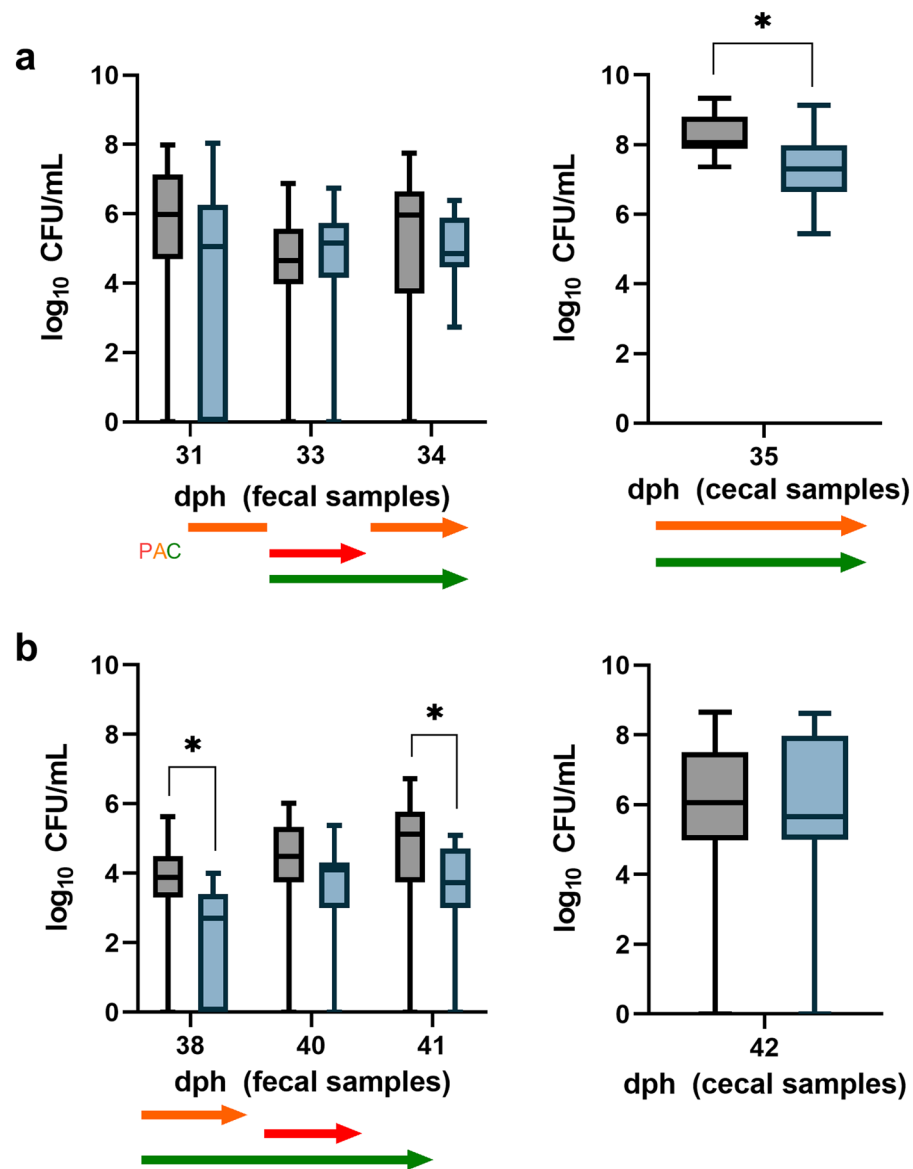 a
10
8
6
4
2
0
log₁₀ CFU/mL
31 33 34
dph (fecal samples)
PAC
*
10
8
6
4
2
0
log₁₀ CFU/mL
35
dph (cecal samples)
b
10
8
6
4
2
0
log₁₀ CFU/mL
* *
38 40 41
dph (fecal samples)
10
8
6
4
2
0
log₁₀ CFU/mL
42
dph (cecal samples)